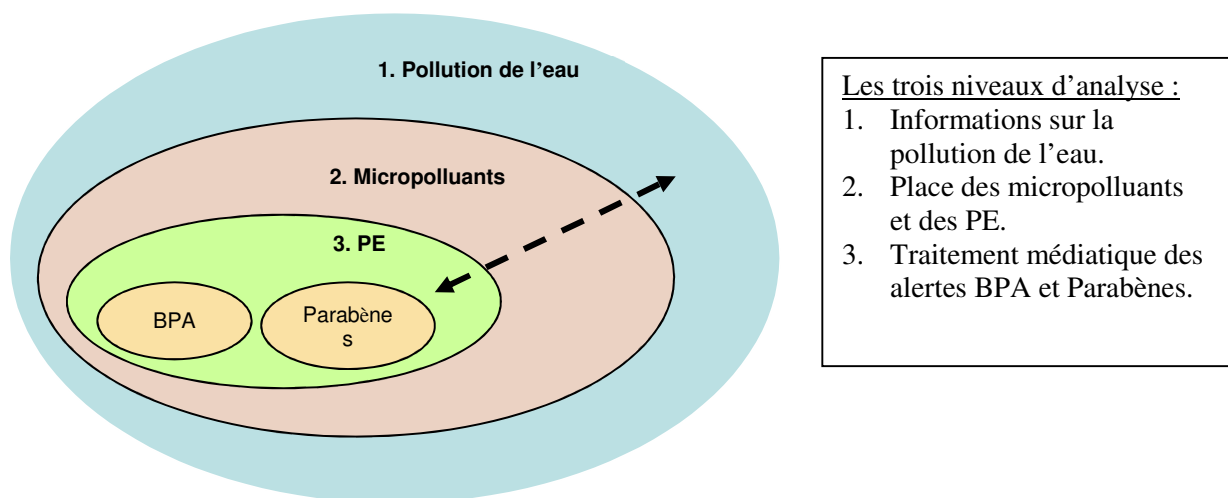 1. Pollution de l’eau
2. Micropolluants
3. PE
BPA
Parabène
s
Les trois niveaux d’analyse :
1. Informations sur la
pollution de l’eau.
2. Place des micropolluants
et des PE.
3. Traitement médiatique des
alertes BPA et Parabènes.